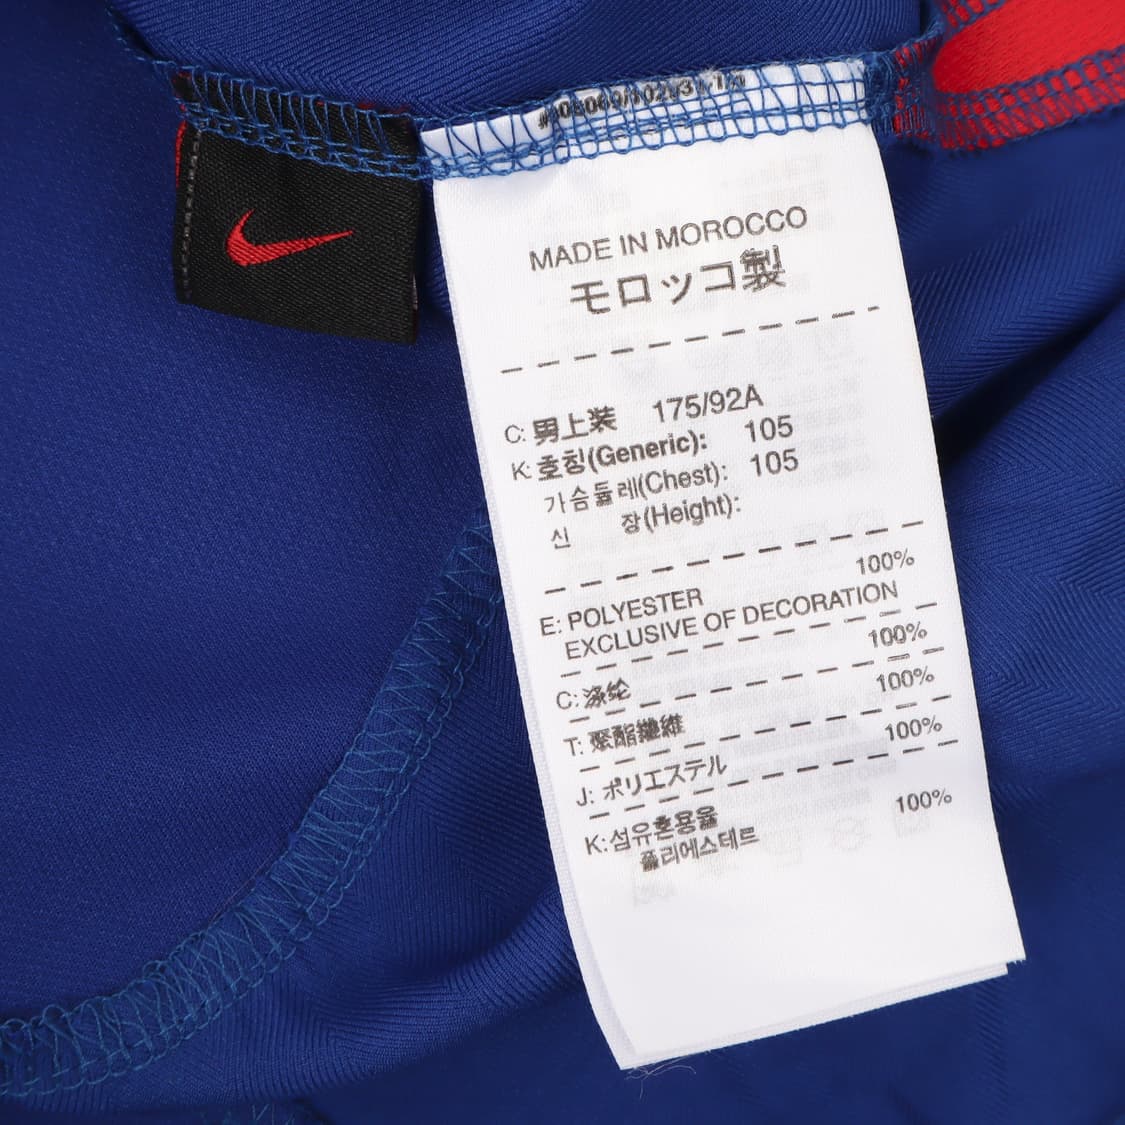 MADE IN MOROCCO
モロッコ製
C: 男上装 175/92A
K: 호칭(Generic): 105
가슴둘레(Chest): 105
신 장(Height):
100%
E: POLYESTER
EXCLUSIVE OF DECORATION
100%
C: 涤纶
100%
T: 聚酯纖維
100%
J: ポリエステル
100%
K: 섬유혼용율
폴리에스테르